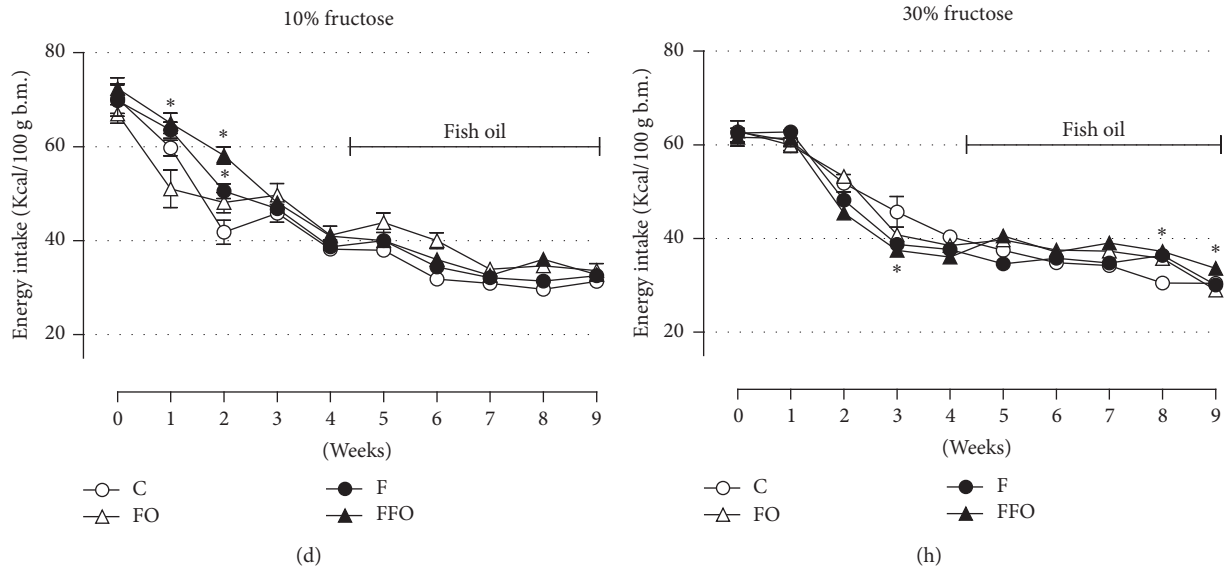 10% fructose
Energy intake (Kcal/100 g b.m.)
80
60
40
20
* * *
Fish oil
0 1 2 3 4 5 6 7 8 9
(Weeks)
C F
FO FFO
(d)
30% fructose
Energy intake (Kcal/100 g b.m.)
80
60
40
20
Fish oil
* * *
0 1 2 3 4 5 6 7 8 9
(Weeks)
C F
FO FFO
(h)